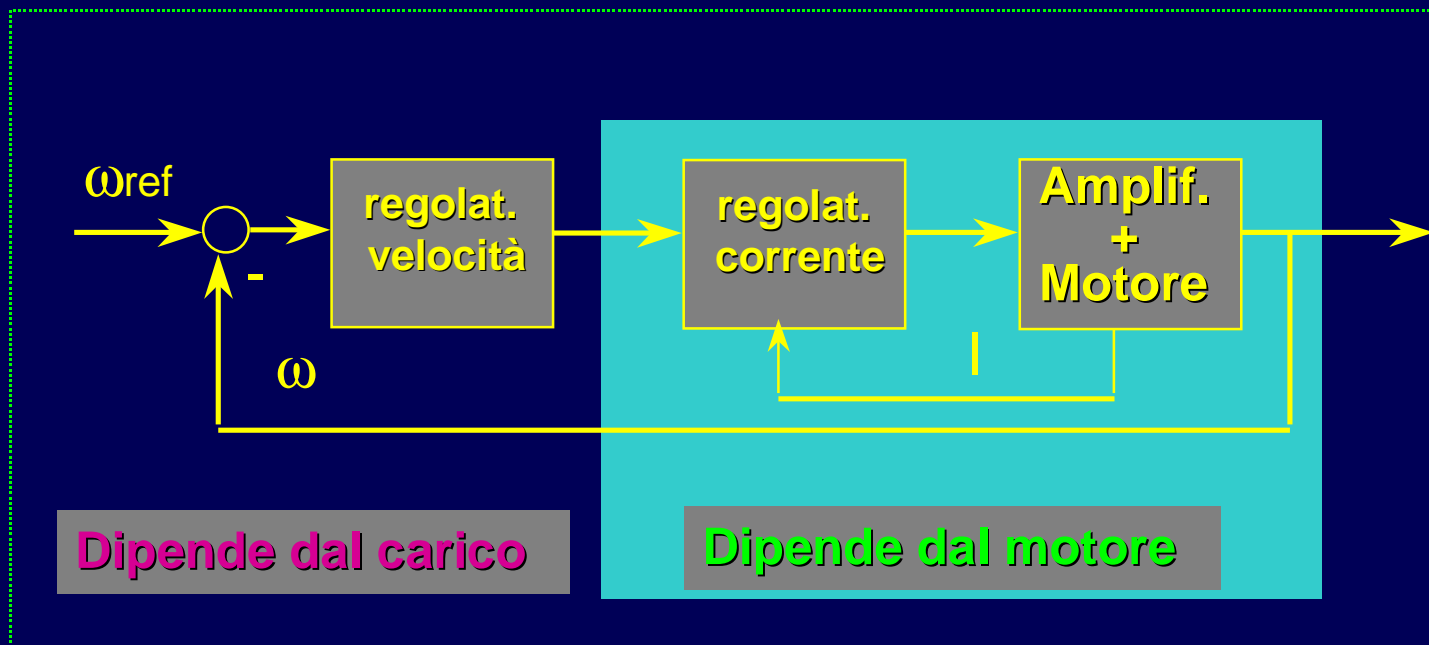 ωref
regolat.
velocità
regolat.
corrente
Amplif.
+
Motore
-
ω
I
Dipende dal carico
Dipende dal motore